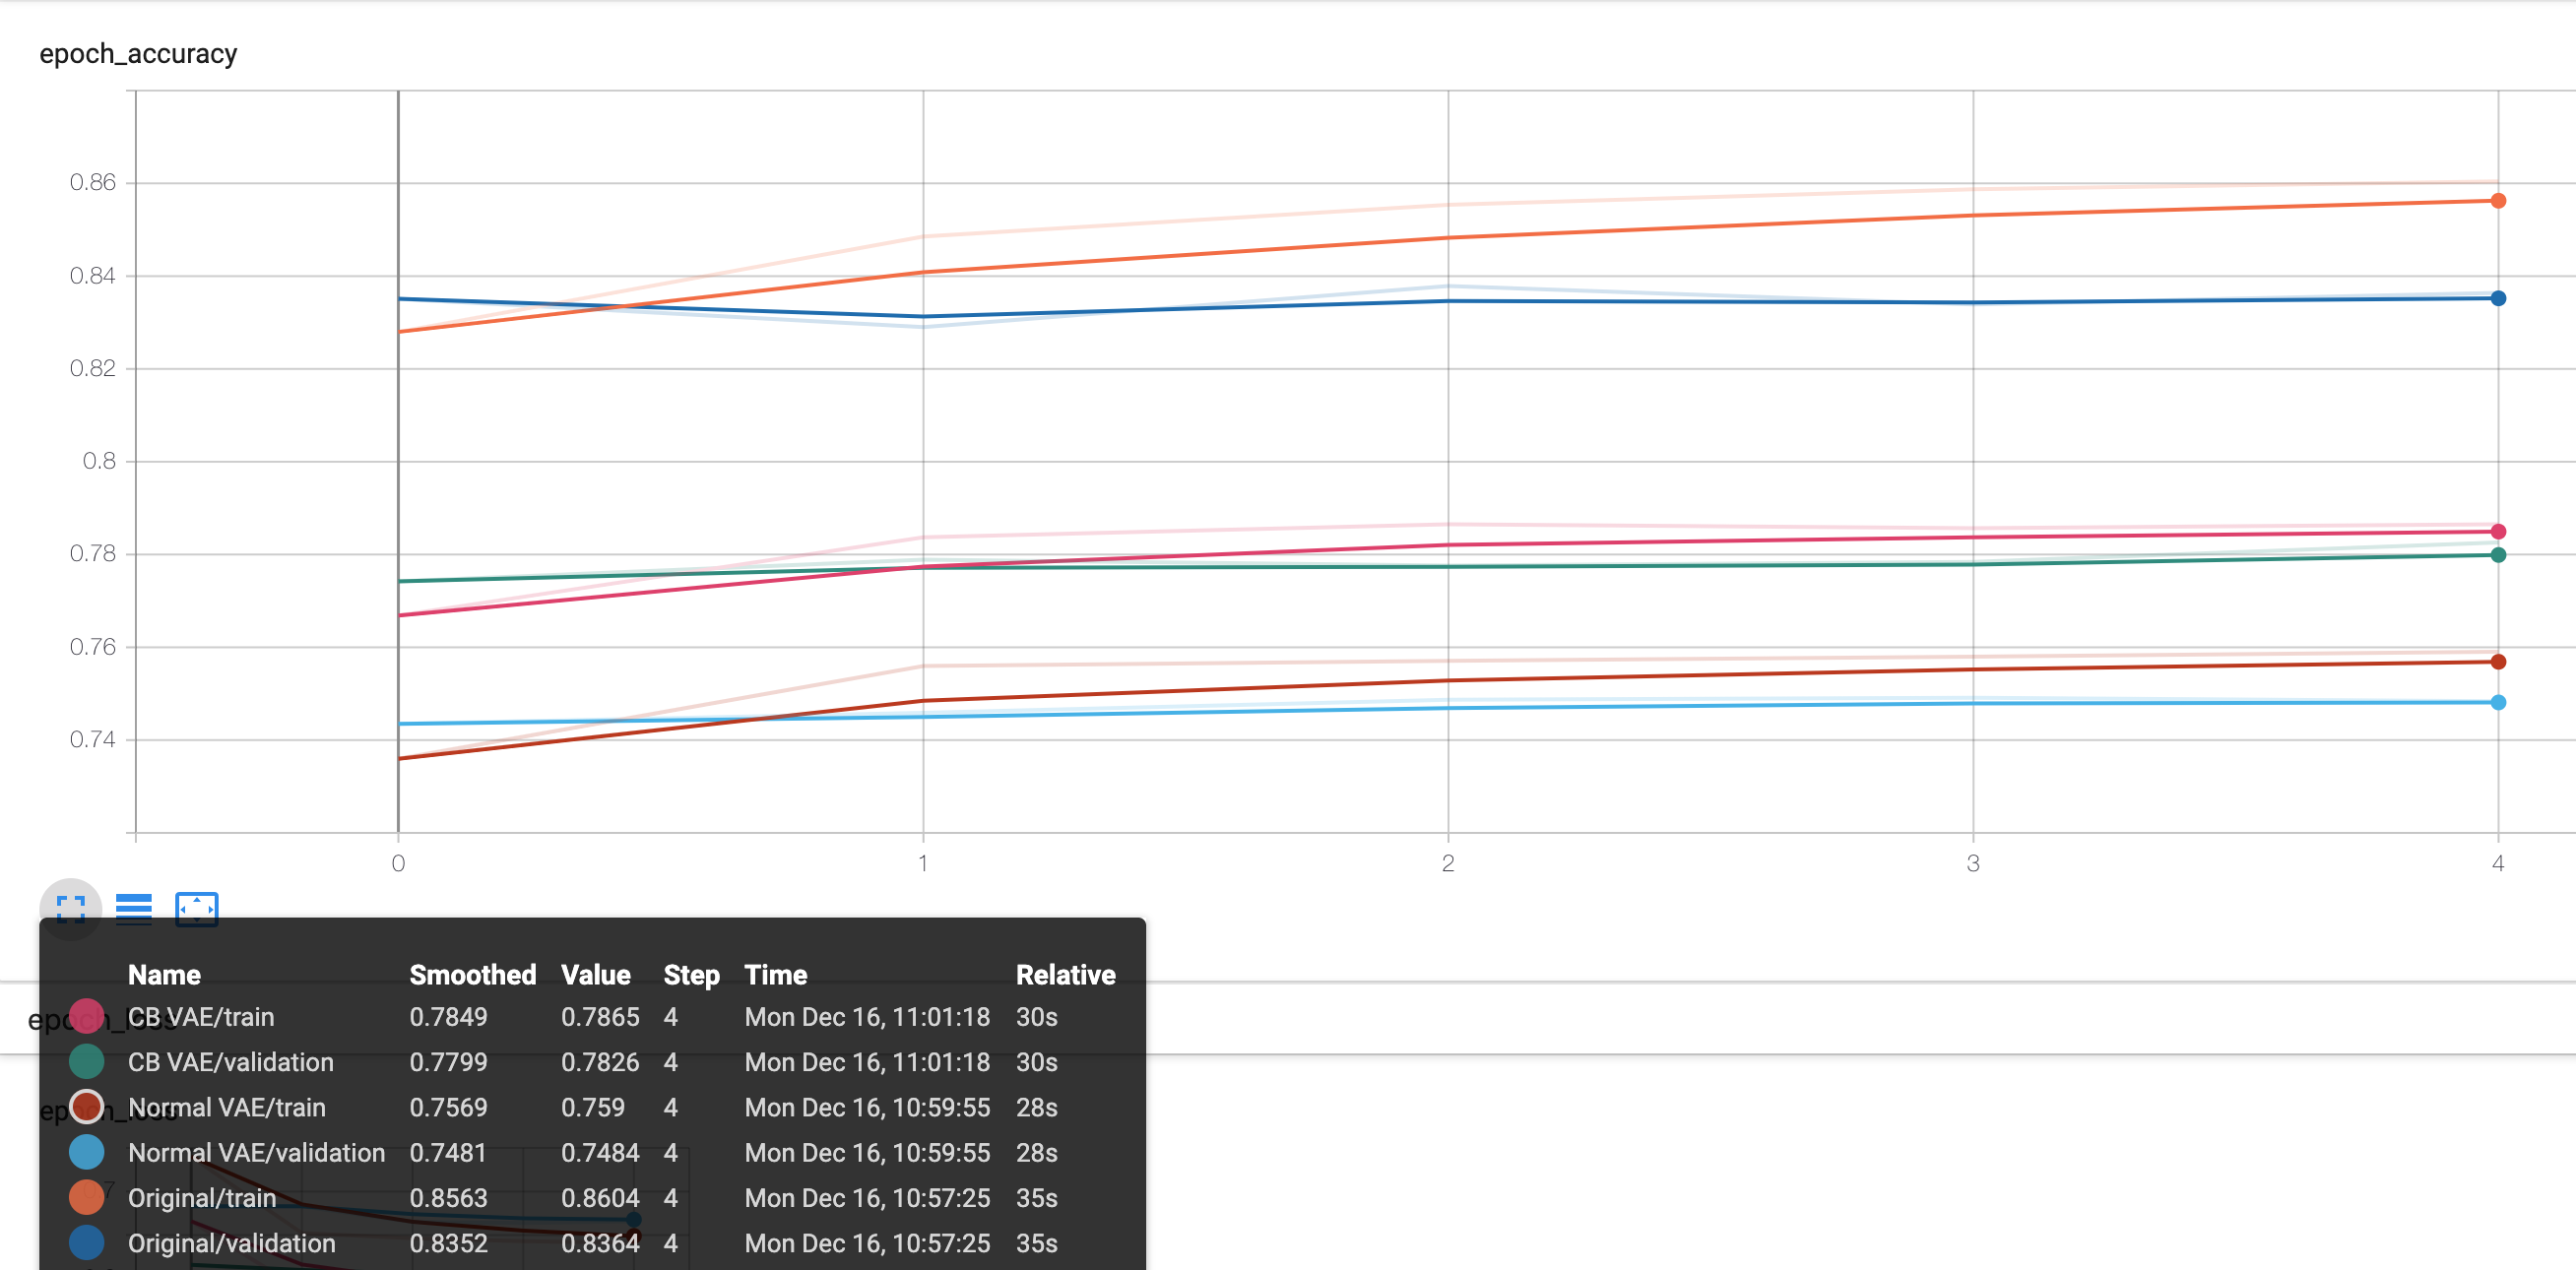 epoch_accuracy
0.86
0.84
0.82
0.8
0.78
0.76
0.74
0 1 2 3 4
Name Smoothed Value Step Time Relative
CB VAE/train 0.7849 0.7865 4 Mon Dec 16, 11:01:18 30s
CB VAE/validation 0.7799 0.7826 4 Mon Dec 16, 11:01:18 30s
Normal VAE/train 0.7569 0.759 4 Mon Dec 16, 10:59:55 28s
Normal VAE/validation 0.7481 0.7484 4 Mon Dec 16, 10:59:55 28s
Original/train 0.8563 0.8604 4 Mon Dec 16, 10:57:25 35s
Original/validation 0.8352 0.8364 4 Mon Dec 16, 10:57:25 35s
epoch_loss
epoch_loss